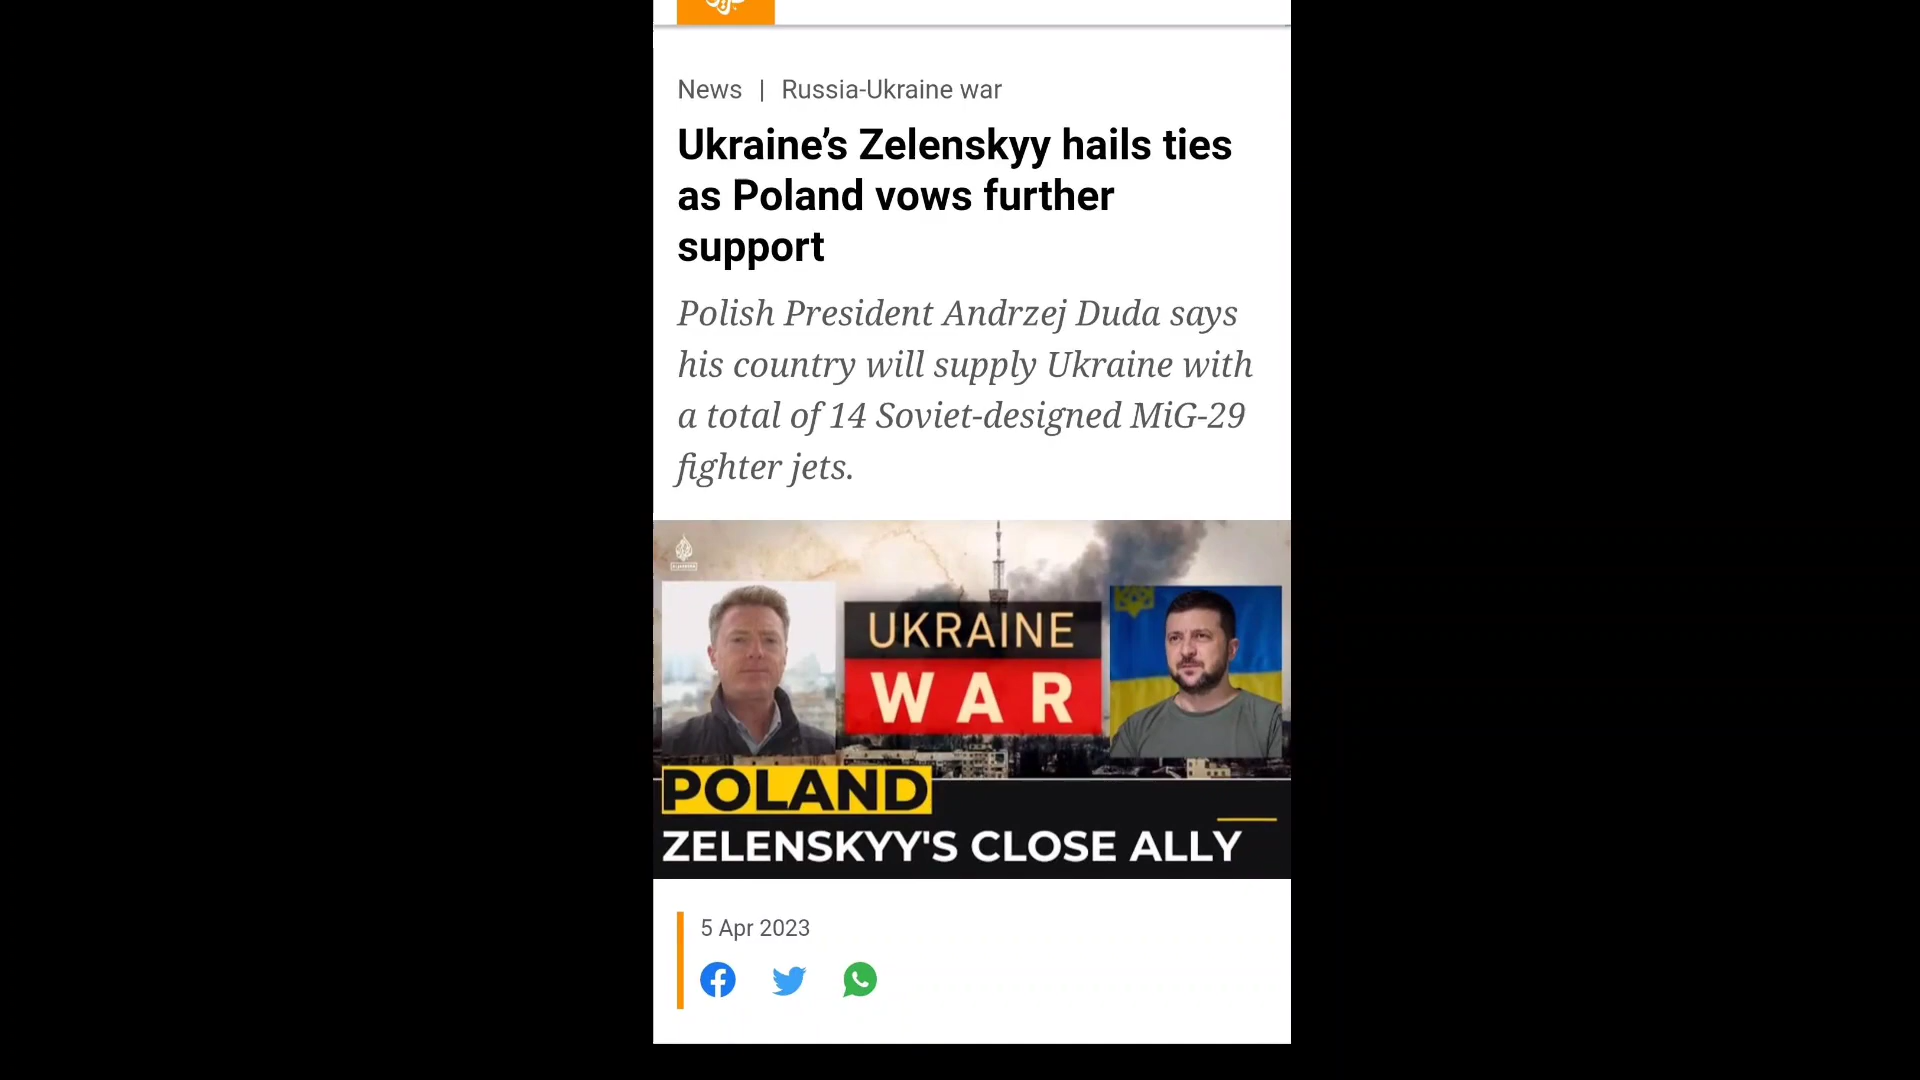 News | Russia-Ukraine war
Ukraine’s Zelenskyy hails ties
as Poland vows further
support
Polish President Andrzej Duda says
his country will supply Ukraine with
a total of 14 Soviet-designed MiG-29
fighter jets.
UKRAINE
WAR
POLAND
ZELENSKYY'S CLOSE ALLY
5 Apr 2023